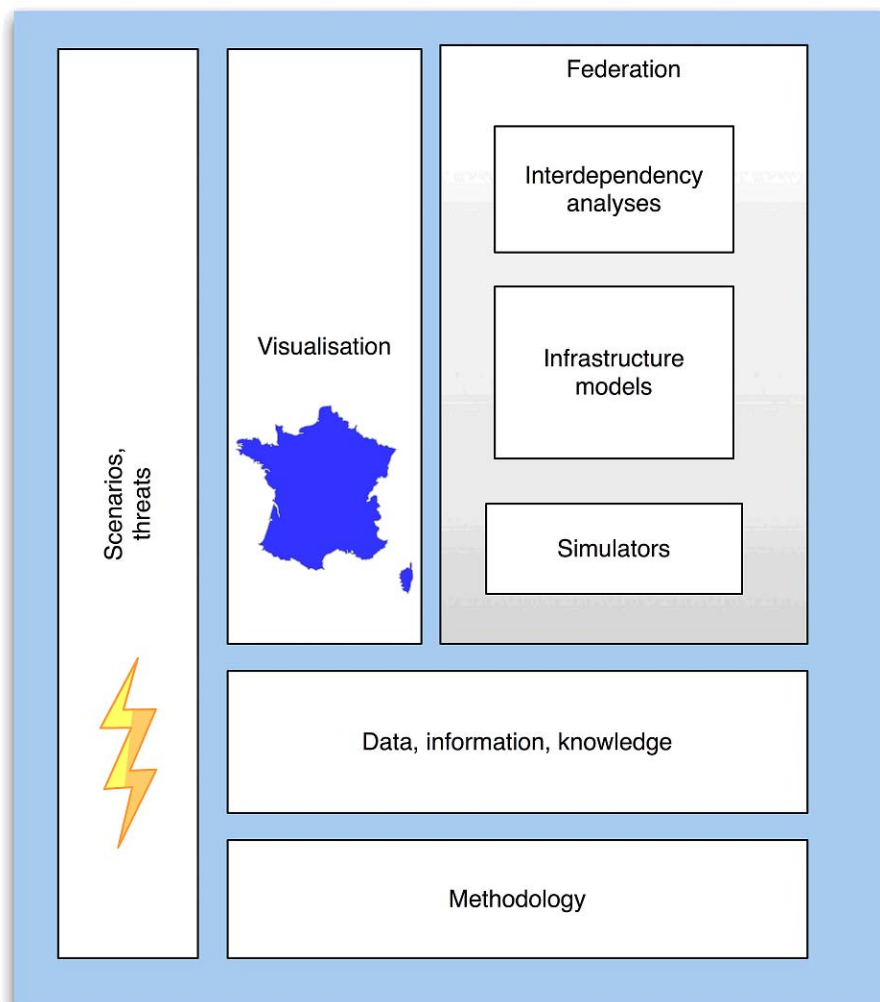 Scenarios,
threats
Visualisation
Federation
Interdependency
analyses
Infrastructure
models
Simulators
Data, information, knowledge
Methodology